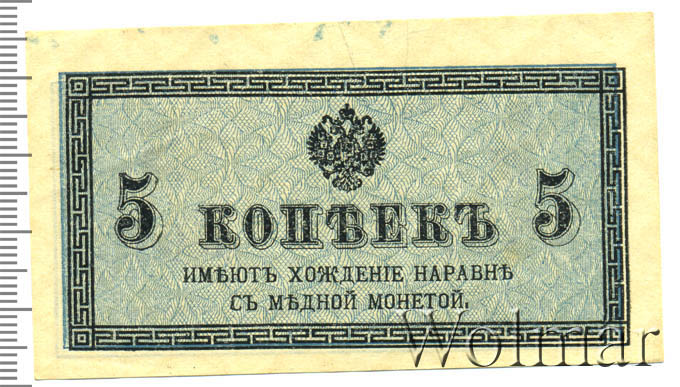 5 КОПѢЕКЪ 5
ИМѢЮТЪ ХОЖДЕНІЕ НАРАВНѢ
СЪ МѢДНОЙ МОНЕТОЙ.
Wolmar